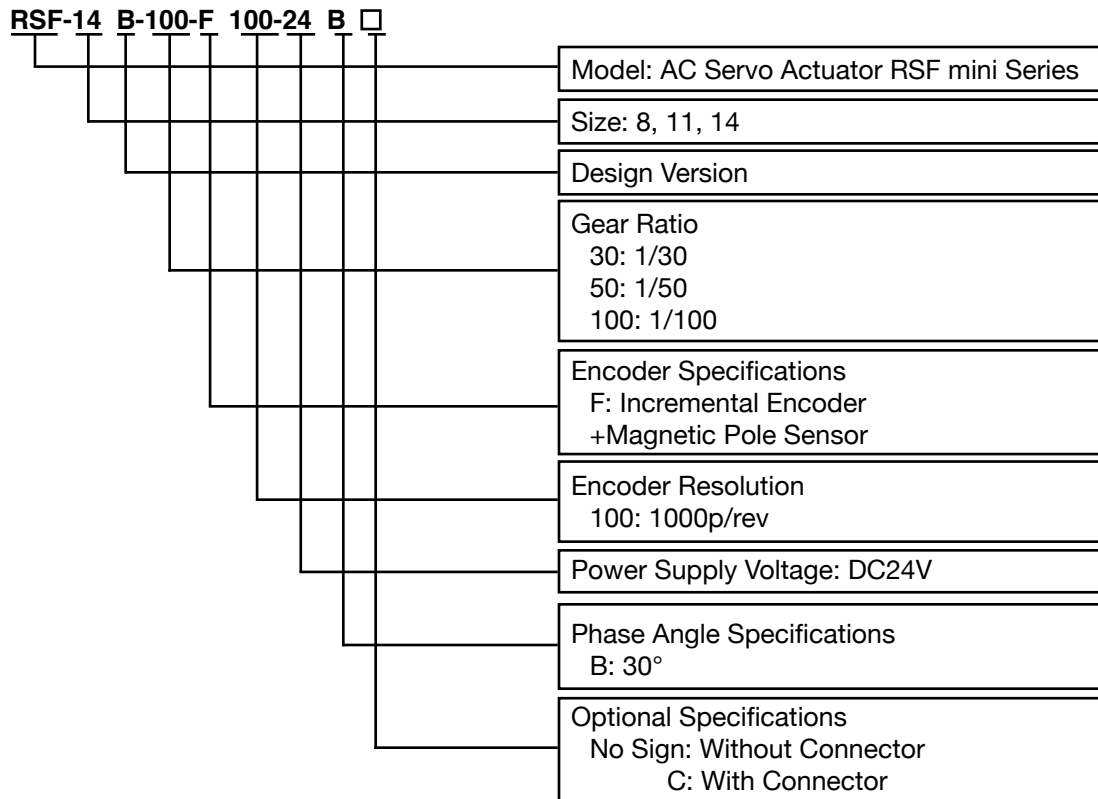 RSF-14 B-100-F 100-24 B □
Model: AC Servo Actuator RSF mini Series
Size: 8, 11, 14
Design Version
Gear Ratio
30: 1/30
50: 1/50
100: 1/100
Encoder Specifications
F: Incremental Encoder
+Magnetic Pole Sensor
Encoder Resolution
100: 1000p/rev
Power Supply Voltage: DC24V
Phase Angle Specifications
B: 30°
Optional Specifications
No Sign: Without Connector
C: With Connector